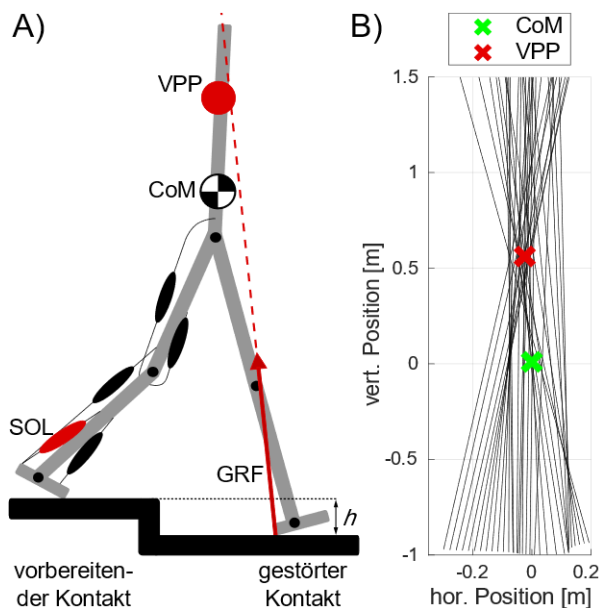 A)
VPP
CoM
SOL
GRF
h
vorbereiten-
der Kontakt
gestörter
Kontakt
B)
CoM
VPP
1.5
1
0.5
0
-0.5
-1
vert. Position [m]
-0.2
0
0.2
hor. Position [m]